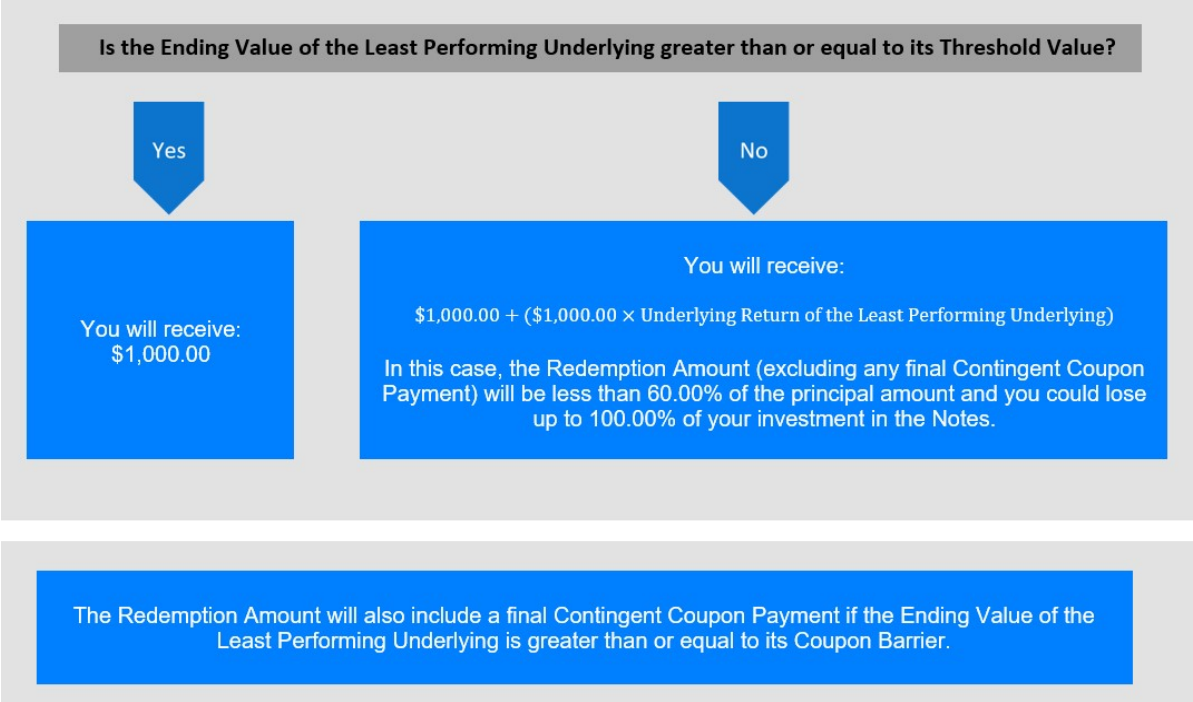 Is the Ending Value of the Least Performing Underlying greater than or equal to its Threshold Value?
Yes
No
You will receive:
$1,000.00
You will receive:
$1,000.00 + ($1,000.00 × Underlying Return of the Least Performing Underlying)
In this case, the Redemption Amount (excluding any final Contingent Coupon
Payment) will be less than 60.00% of the principal amount and you could lose
up to 100.00% of your investment in the Notes.
The Redemption Amount will also include a final Contingent Coupon Payment if the Ending Value of the
Least Performing Underlying is greater than or equal to its Coupon Barrier.